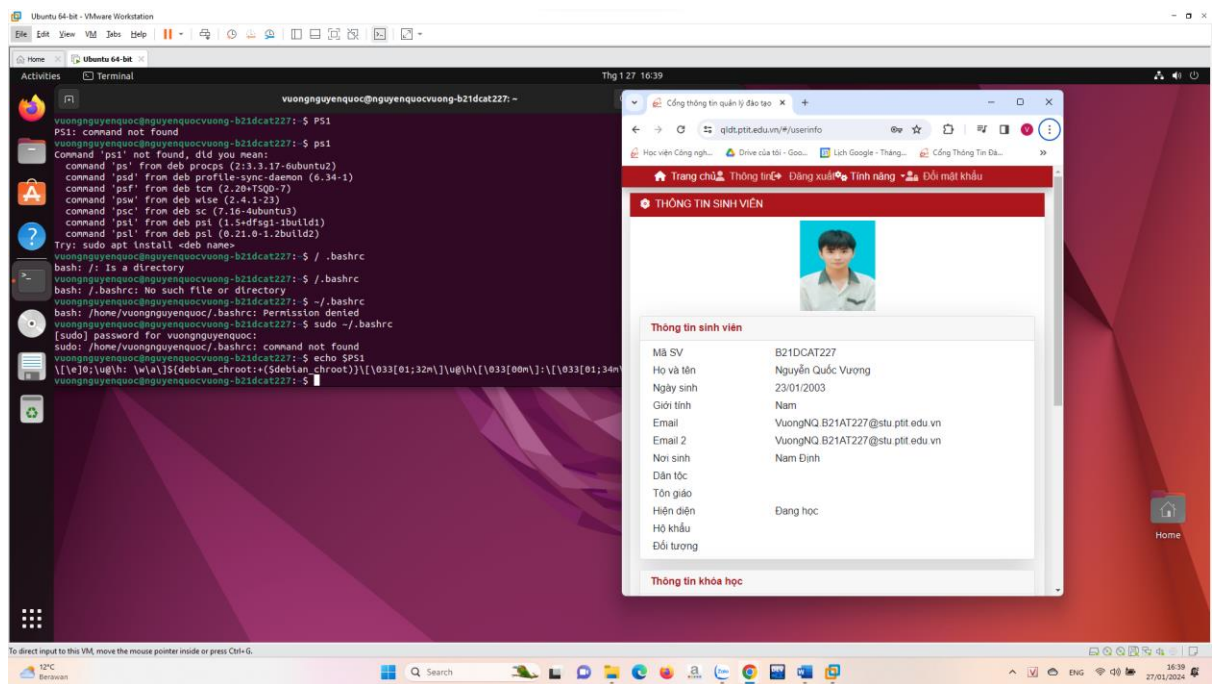 Ubuntu 64-bit - VMware Workstation
File Edit View VM Tabs Help
Home
Ubuntu 64-bit
Activities
Terminal
Thg 1 27 16:39
vuongnguyenquoc@nguyenquocvuong-b21dcat227: ~
vuongnguyenquoc@nguyenquocvuong-b21dcat227:~$ PS1
PS1: command not found
vuongnguyenquoc@nguyenquocvuong-b21dcat227:~$ ps1
Command 'ps1' not found, did you mean:
command 'ps' from deb procps (2:3.3.17-6ubuntu2)
command 'psd' from deb profile-sync-daemon (6.34-1)
command 'psf' from deb tcm (2.20+TSQD-7)
command 'psw' from deb wise (2.4.1-23)
command 'psc' from deb sc (7.16-4ubuntu3)
command 'psi' from deb psi (1.5+dfsg1-1build1)
command 'psl' from deb psl (0.21.0-1.2build2)
Try: sudo apt install <deb name>
vuongnguyenquoc@nguyenquocvuong-b21dcat227:~$ / .bashrc
bash: /: Is a directory
vuongnguyenquoc@nguyenquocvuong-b21dcat227:~$ /.bashrc
bash: /.bashrc: No such file or directory
vuongnguyenquoc@nguyenquocvuong-b21dcat227:~$ ~/.bashrc
bash: /home/vuongnguyenquoc/.bashrc: Permission denied
vuongnguyenquoc@nguyenquocvuong-b21dcat227:~$ sudo ~/.bashrc
[sudo] password for vuongnguyenquoc:
sudo: /home/vuongnguyenquoc/.bashrc: command not found
vuongnguyenquoc@nguyenquocvuong-b21dcat227:~$ echo $PS1
\[\e]0;\u@\h: \w\a\]${debian_chroot:+($debian_chroot)}\[\033[01;32m\]\u@\h\[\033[00m\]:\[\033[01;34m\
vuongnguyenquoc@nguyenquocvuong-b21dcat227:~$
Cổng thông tin quản lý đào tạo
qldt.ptit.edu.vn/#/userinfo
Học viện Công ngh...
Drive của tôi - Goo...
Lịch Google - Tháng...
Cổng Thông Tin Đà...
Trang chủ Thông tin Đăng xuất Tính năng Đổi mật khẩu
THÔNG TIN SINH VIÊN
Thông tin sinh viên
Mã SV B21DCAT227
Họ và tên Nguyễn Quốc Vượng
Ngày sinh 23/01/2003
Giới tính Nam
Email VuongNQ.B21AT227@stu.ptit.edu.vn
Email 2 VuongNQ.B21AT227@stu.ptit.edu.vn
Nơi sinh Nam Định
Dân tộc
Tôn giáo
Hiện diện Đang học
Hộ khẩu
Đối tượng
Thông tin khóa học
Home
To direct input to this VM, move the mouse pointer inside or press Ctrl+G.
12°C
Berawan
Search
ENG
16:39
27/01/2024